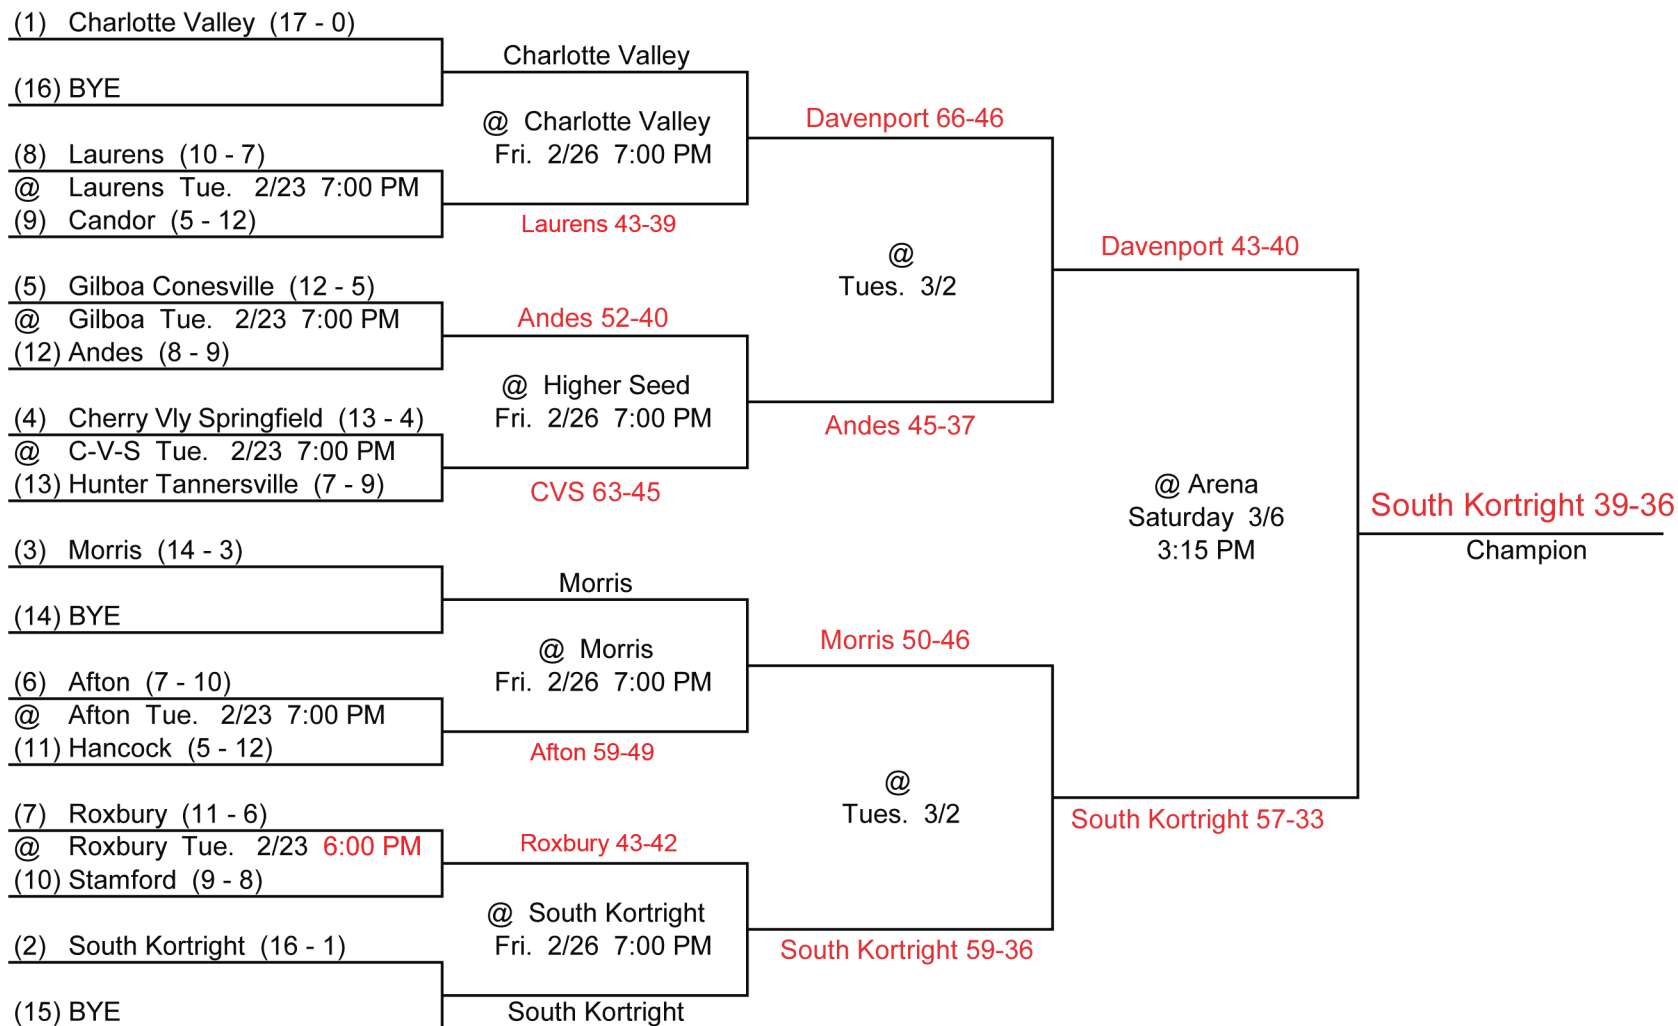 (1) Charlotte Valley (17 - 0)
(16) BYE
(8) Laurens (10 - 7)
@ Laurens Tue. 2/23 7:00 PM
(9) Candor (5 - 12)
(5) Gilboa Conesville (12 - 5)
@ Gilboa Tue. 2/23 7:00 PM
(12) Andes (8 - 9)
(4) Cherry Vly Springfield (13 - 4)
@ C-V-S Tue. 2/23 7:00 PM
(13) Hunter Tannersville (7 - 9)
(3) Morris (14 - 3)
(14) BYE
(6) Afton (7 - 10)
@ Afton Tue. 2/23 7:00 PM
(11) Hancock (5 - 12)
(7) Roxbury (11 - 6)
@ Roxbury Tue. 2/23 6:00 PM
(10) Stamford (9 - 8)
(2) South Kortright (16 - 1)
(15) BYE
Charlotte Valley
@ Charlotte Valley
Fri. 2/26 7:00 PM
Laurens 43-39
Andes 52-40
@ Higher Seed
Fri. 2/26 7:00 PM
CVS 63-45
Morris
@ Morris
Fri. 2/26 7:00 PM
Afton 59-49
Roxbury 43-42
@ South Kortright
Fri. 2/26 7:00 PM
South Kortright
Davenport 66-46
@
Tues. 3/2
Andes 45-37
Morris 50-46
@
Tues. 3/2
South Kortright 59-36
Davenport 43-40
@ Arena
Saturday 3/6
3:15 PM
South Kortright 57-33
South Kortright 39-36
Champion